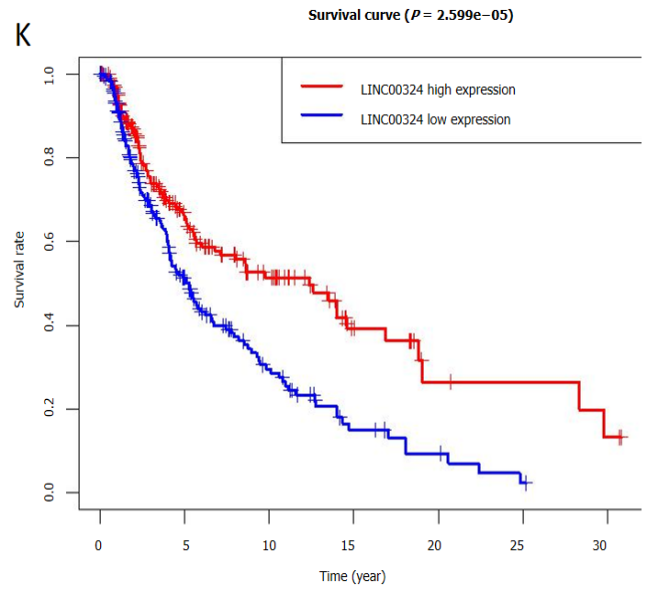 Survival curve (P = 2.599e−05)
K
LINC00324 high expression
LINC00324 low expression
Survival rate
1.0
0.8
0.6
0.4
0.2
0.0
0 5 10 15 20 25 30
Time (year)